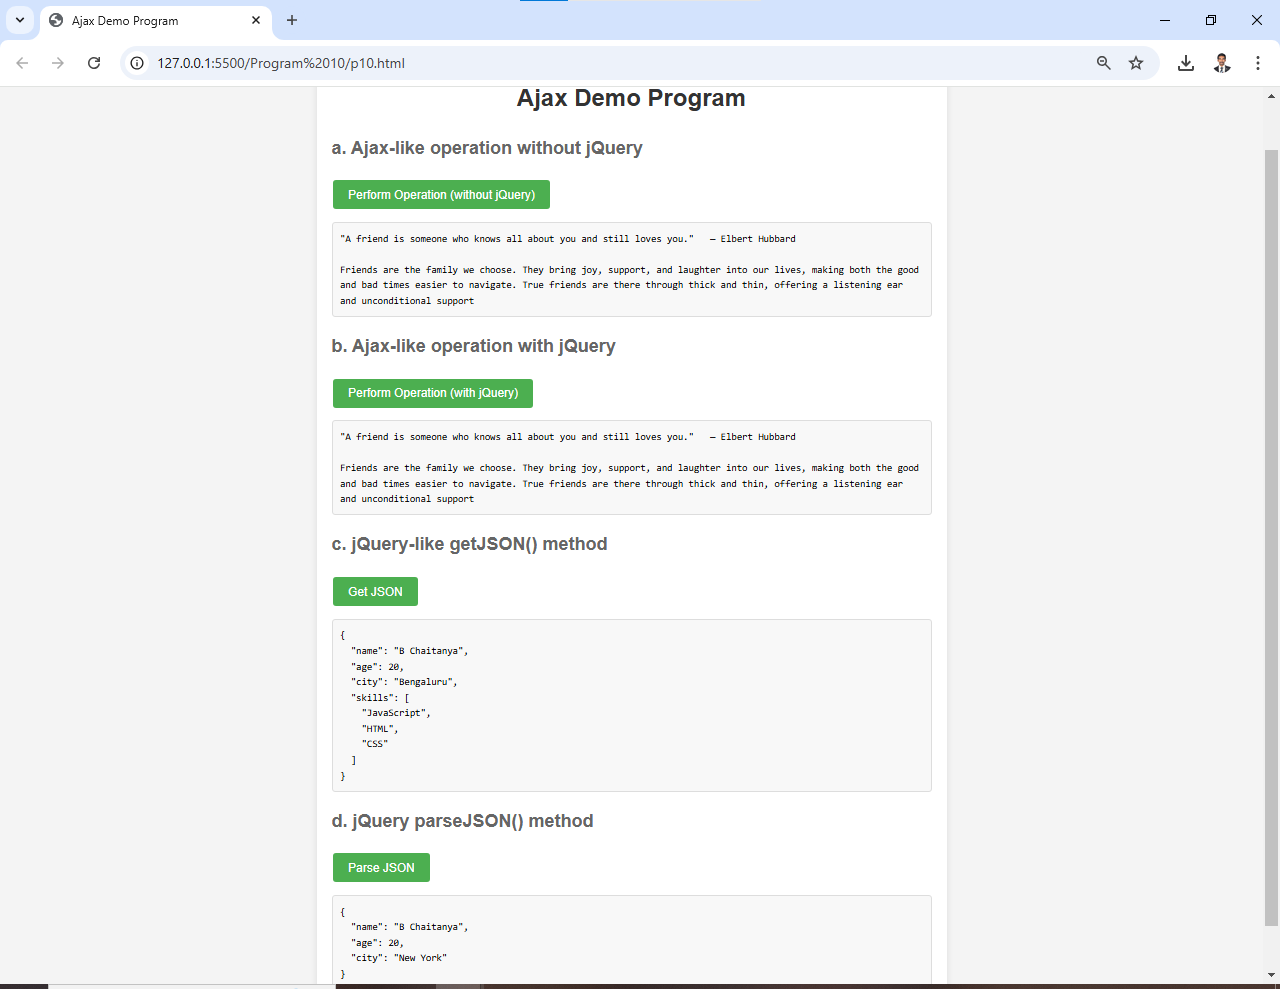 Ajax Demo Program
127.0.0.1:5500/Program%2010/p10.html
Ajax Demo Program
a. Ajax-like operation without jQuery
Perform Operation (without jQuery)
"A friend is someone who knows all about you and still loves you."   — Elbert Hubbard
Friends are the family we choose. They bring joy, support, and laughter into our lives, making both the good
and bad times easier to navigate. True friends are there through thick and thin, offering a listening ear
and unconditional support
b. Ajax-like operation with jQuery
Perform Operation (with jQuery)
"A friend is someone who knows all about you and still loves you."   — Elbert Hubbard
Friends are the family we choose. They bring joy, support, and laughter into our lives, making both the good
and bad times easier to navigate. True friends are there through thick and thin, offering a listening ear
and unconditional support
c. jQuery-like getJSON() method
Get JSON
{
  "name": "B Chaitanya",
  "age": 20,
  "city": "Bengaluru",
  "skills": [
    "JavaScript",
    "HTML",
    "CSS"
  ]
}
d. jQuery parseJSON() method
Parse JSON
{
  "name": "B Chaitanya",
  "age": 20,
  "city": "New York"
}